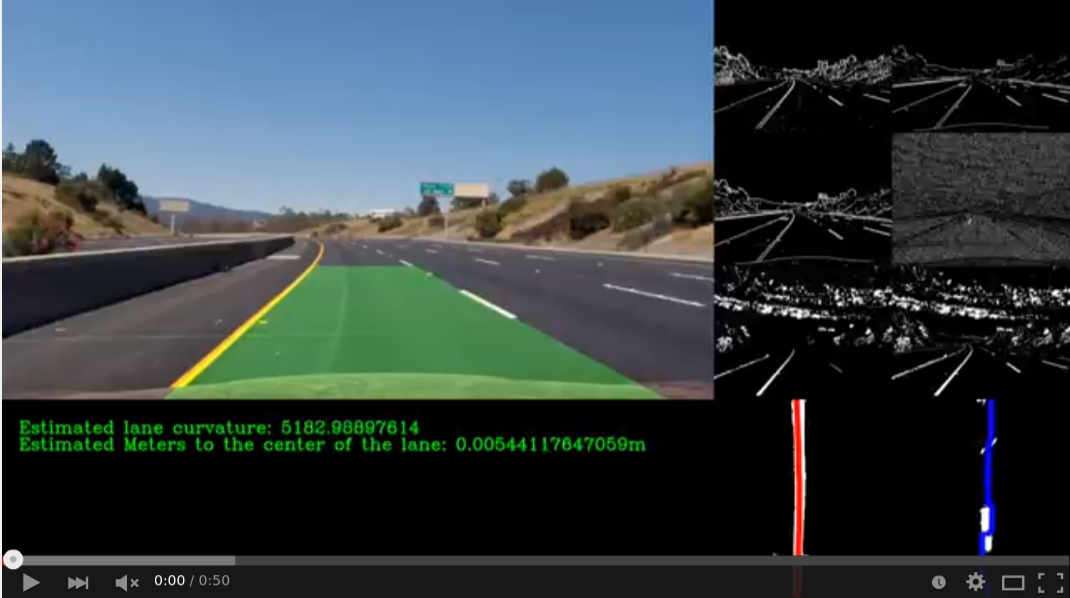 Estimated lane curvature: 5182.98897614
Estimated Meters to the center of the lane: 0.00544117647059m
0:00 / 0:50